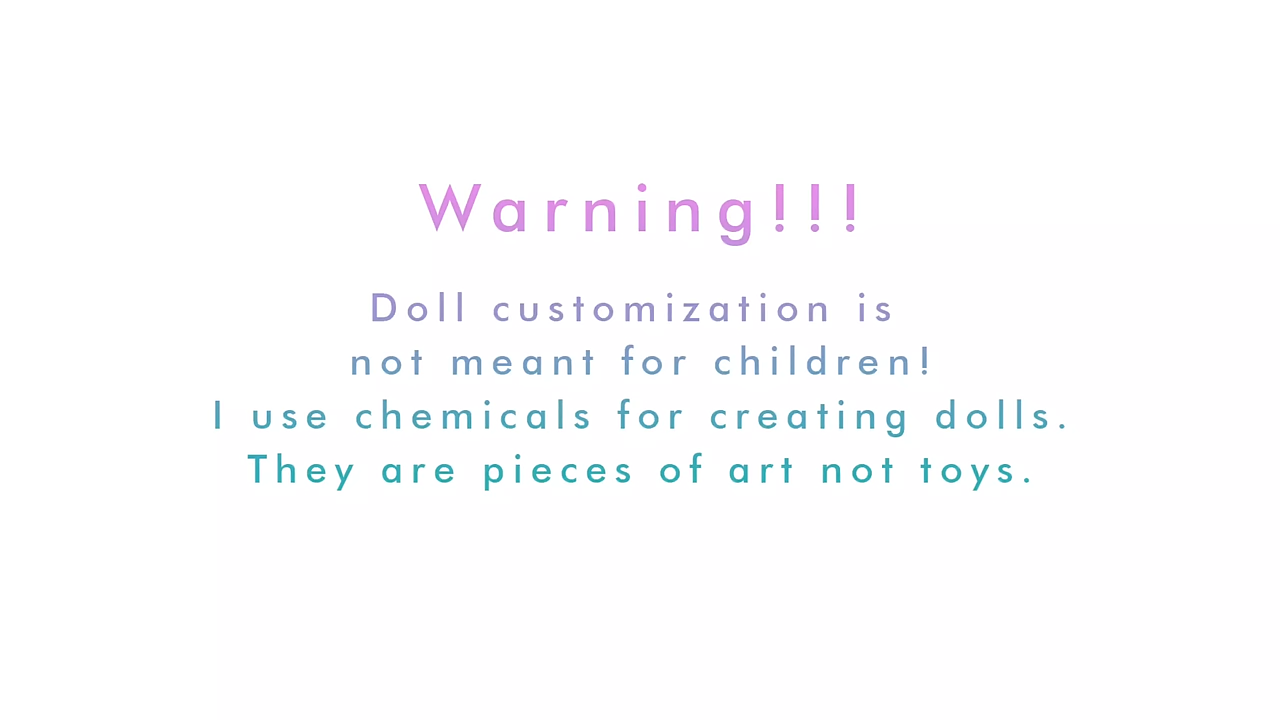 Warning!!!
Doll customization is
not meant for children!
I use chemicals for creating dolls.
They are pieces of art not toys.